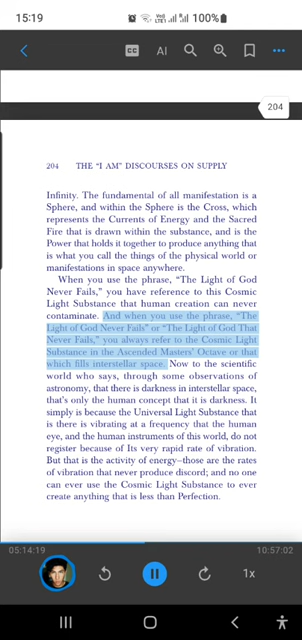 15:19
100%
CC
AI
204
204 THE "I AM" DISCOURSES ON SUPPLY
Infinity. The fundamental of all manifestation is a
Sphere, and within the Sphere is the Cross, which
represents the Currents of Energy and the Sacred
Fire that is drawn within the substance, and is the
Power that holds it together to produce anything that
is what you call the things of the physical world or
manifestations in space anywhere.
When you use the phrase, "The Light of God
Never Fails," you have reference to this Cosmic
Light Substance that human creation can never
contaminate. And when you use the phrase, "The
Light of God Never Fails" or "The Light of God That
Never Fails," you always refer to the Cosmic Light
Substance in the Ascended Masters' Octave or that
which fills interstellar space. Now to the scientific
world who says, through some observations of
astronomy, that there is darkness in interstellar space,
that's only the human concept that it is darkness. It
simply is because the Universal Light Substance that
is there is vibrating at a frequency that the human
eye, and the human instruments of this world, do not
register because of Its very rapid rate of vibration.
But that is the activity of energy—those are the rates
of vibration that never produce discord; and no one
can ever use the Cosmic Light Substance to ever
create anything that is less than Perfection.
05:14:19
10:57:02
1x